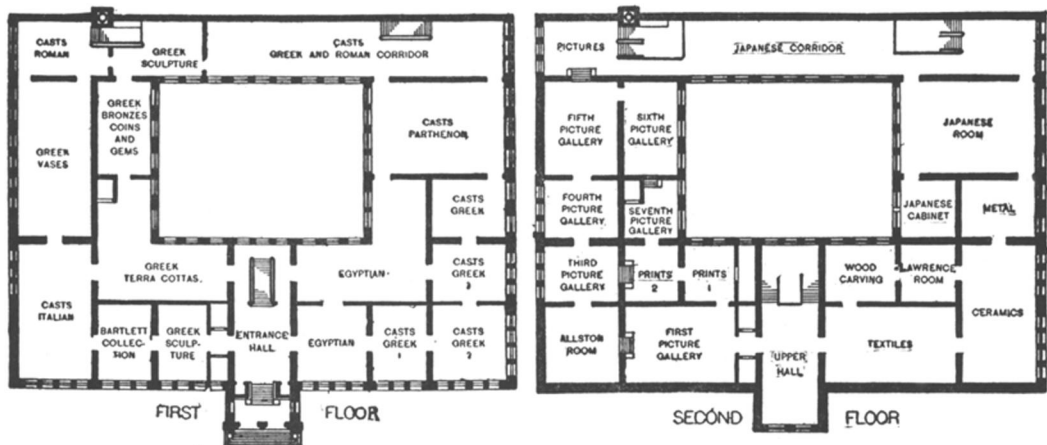 CASTS
ROMAN
GREEK
SCULPTURE
CASTS
GREEK AND ROMAN CORRIDOR
GREEK
BRONZES
COINS
AND
GEMS
GREEK
VASES
CASTS
PARTHENON
CASTS
GREEK
GREEK
TERRA COTTAS
EGYPTIAN
CASTS
GREEK
3
CASTS
ITALIAN
BARTLETT
COLLEC-
TION
GREEK
SCULP-
TURE
ENTRANCE
HALL
EGYPTIAN
CASTS
GREEK
1
CASTS
GREEK
2
FIRST FLOOR
PICTURES
JAPANESE CORRIDOR
FIFTH
PICTURE
GALLERY
SIXTH
PICTURE
GALLERY
JAPANESE
ROOM
FOURTH
PICTURE
GALLERY
SEVENTH
PICTURE
GALLERY
JAPANESE
CABINET
METAL
THIRD
PICTURE
GALLERY
PRINTS
2
PRINTS
1
WOOD
CARVING
LAWRENCE
ROOM
CERAMICS
ALLSTON
ROOM
FIRST
PICTURE
GALLERY
UPPER
HALL
TEXTILES
SECOND FLOOR